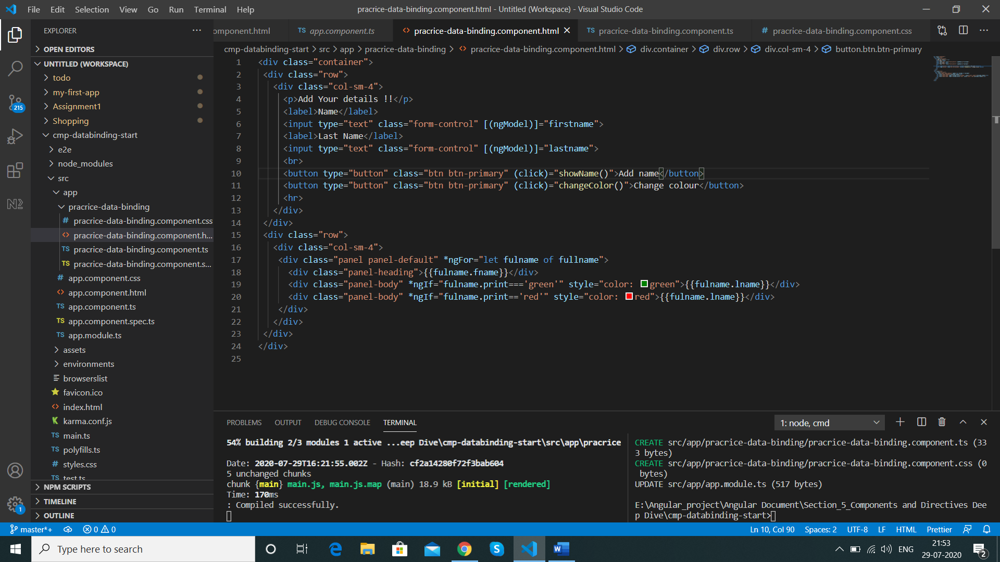 File Edit Selection View Go Run Terminal Help
pracrice-data-binding.component.html - Untitled (Workspace) - Visual Studio Code
EXPLORER
OPEN EDITORS
UNTITLED (WORKSPACE)
todo
my-first-app
Assignment1
Shopping
cmp-databinding-start
e2e
node_modules
src
app
pracrice-data-binding
# pracrice-data-binding.component.css
<> pracrice-data-binding.component.h...
TS pracrice-data-binding.component.ts
TS pracrice-data-binding.component.s...
# app.component.css
<> app.component.html
TS app.component.ts
TS app.component.spec.ts
TS app.module.ts
assets
environments
browserslist
favicon.ico
<> index.html
karma.conf.js
TS main.ts
TS polyfills.ts
# styles.css
TS test.ts
NPM SCRIPTS
TIMELINE
OUTLINE
215
1
omponent.html
TS app.component.ts
<> pracrice-data-binding.component.html
TS pracrice-data-binding.component.ts
# pracrice-data-binding.component.css
cmp-databinding-start > src > app > pracrice-data-binding > <> pracrice-data-binding.component.html > div.container > div.row > div.col-sm-4 > button.btn.btn-primary
1 <div class="container">
2 <div class="row">
3 <div class="col-sm-4">
4 <p>Add Your details !!</p>
5 <label>Name</label>
6 <input type="text" class="form-control" [(ngModel)]="firstname">
7 <label>Last Name</label>
8 <input type="text" class="form-control" [(ngModel)]="lastname">
9 <br>
10 <button type="button" class="btn btn-primary" (click)="showName()">Add name</button>
11 <button type="button" class="btn btn-primary" (click)="changeColor()">Change colour</button>
12 <hr>
13 </div>
14 </div>
15 <div class="row">
16 <div class="col-sm-4">
17 <div class="panel panel-default" *ngFor="let fulname of fullname">
18 <div class="panel-heading">{{fulname.fname}}</div>
19 <div class="panel-body" *ngIf="fulname.print==='green'" style="color: green">{{fulname.lname}}</div>
20 <div class="panel-body" *ngIf="fulname.print=='red'" style="color: red">{{fulname.lname}}</div>
21 </div>
22 </div>
23 </div>
24 </div>
25
PROBLEMS OUTPUT DEBUG CONSOLE TERMINAL
1: node, cmd
54% building 2/3 modules 1 active ...eep Dive\cmp-databinding-start\src\app\pracrice
Date: 2020-07-29T16:21:55.002Z - Hash: cf2a14280f72f3bab604
5 unchanged chunks
chunk {main} main.js, main.js.map (main) 18.9 kB [initial] [rendered]
Time: 170ms
: Compiled successfully.
CREATE src/app/pracrice-data-binding/pracrice-data-binding.component.ts (33
3 bytes)
CREATE src/app/pracrice-data-binding/pracrice-data-binding.component.css (0
bytes)
UPDATE src/app/app.module.ts (517 bytes)
E:\Angular_project\Angular Document\Section_5_Components and Directives Dee
p Dive\cmp-databinding-start>
master*+ 0 0
Ln 10, Col 90 Spaces: 2 UTF-8 LF HTML Prettier
Type here to search
ENG
21:53
29-07-2020
2